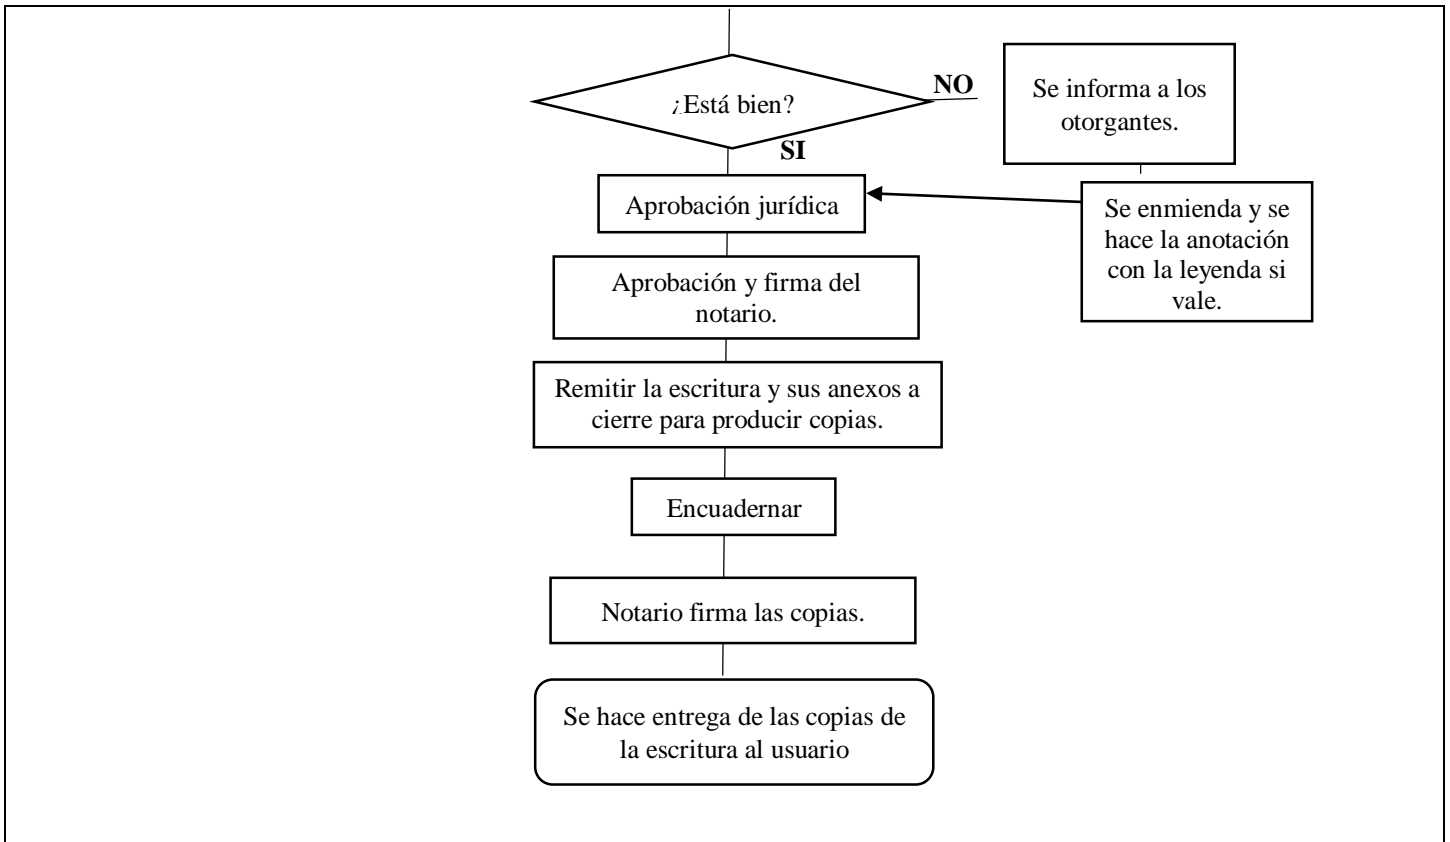 ¿Está bien?
NO
Se informa a los
otorgantes.
SI
Aprobación jurídica
Se enmienda y se
hace la anotación
con la leyenda si
vale.
Aprobación y firma del
notario.
Remitir la escritura y sus anexos a
cierre para producir copias.
Encuadernar
Notario firma las copias.
Se hace entrega de las copias de
la escritura al usuario